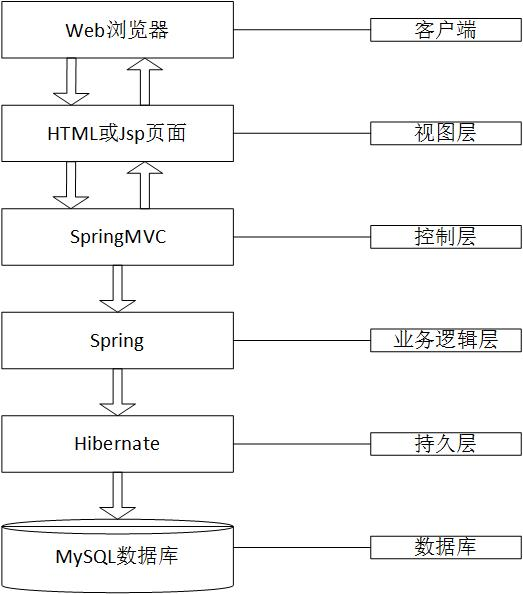 Web浏览器
客户端
HTML或Jsp页面
视图层
SpringMVC
控制层
Spring
业务逻辑层
Hibernate
持久层
MySQL数据库
数据库